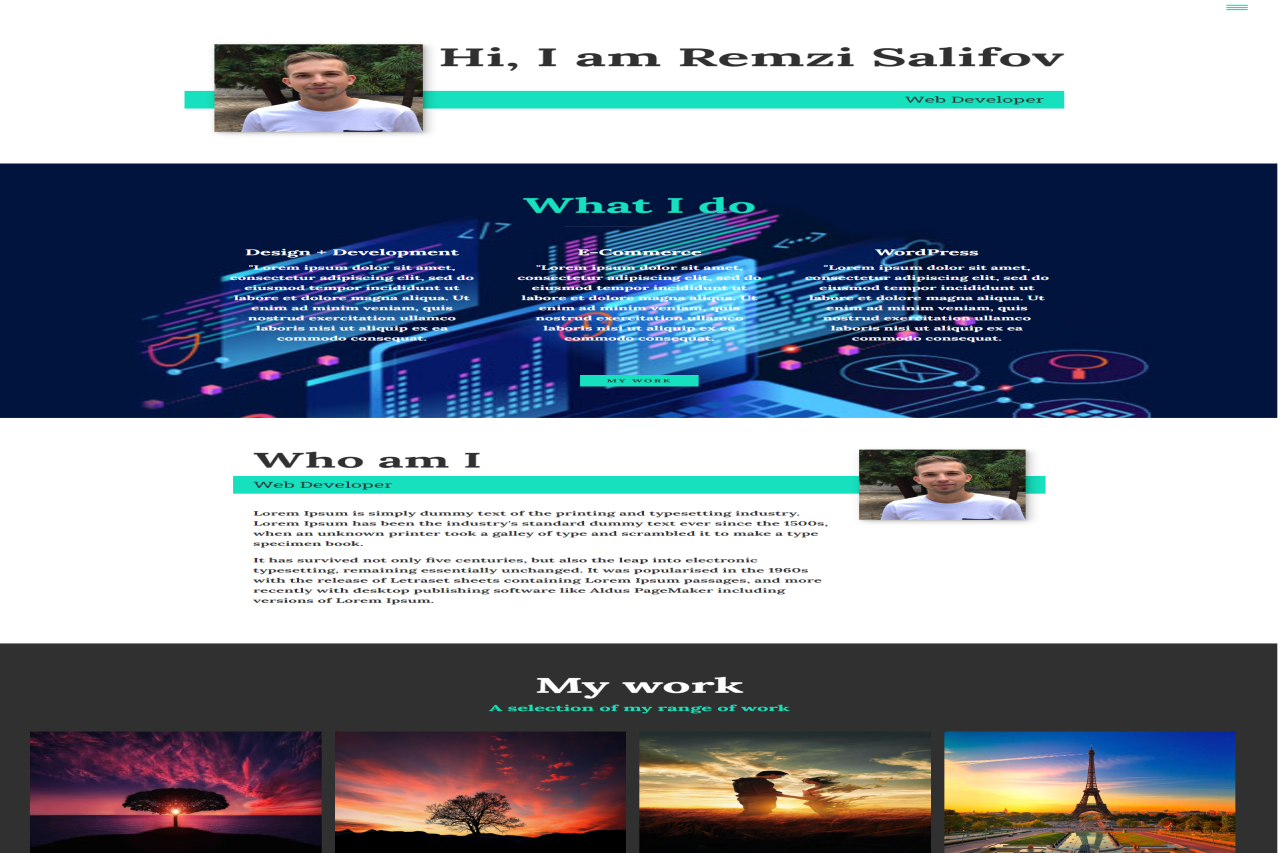 Hi, I am Remzi Salifov
Web Developer
What I do
</>
<...>
Design + Development
"Lorem ipsum dolor sit amet,
consectetur adipiscing elit, sed do
eiusmod tempor incididunt ut
labore et dolore magna aliqua. Ut
enim ad minim veniam, quis
nostrud exercitation ullamco
laboris nisi ut aliquip ex ea
commodo consequat.
E-Commerce
"Lorem ipsum dolor sit amet,
consectetur adipiscing elit, sed do
eiusmod tempor incididunt ut
labore et dolore magna aliqua. Ut
enim ad minim veniam, quis
nostrud exercitation ullamco
laboris nisi ut aliquip ex ea
commodo consequat.
WordPress
"Lorem ipsum dolor sit amet,
consectetur adipiscing elit, sed do
eiusmod tempor incididunt ut
labore et dolore magna aliqua. Ut
enim ad minim veniam, quis
nostrud exercitation ullamco
laboris nisi ut aliquip ex ea
commodo consequat.
MY WORK
Who am I
Web Developer
Lorem Ipsum is simply dummy text of the printing and typesetting industry.
Lorem Ipsum has been the industry's standard dummy text ever since the 1500s,
when an unknown printer took a galley of type and scrambled it to make a type
specimen book.
It has survived not only five centuries, but also the leap into electronic
typesetting, remaining essentially unchanged. It was popularised in the 1960s
with the release of Letraset sheets containing Lorem Ipsum passages, and more
recently with desktop publishing software like Aldus PageMaker including
versions of Lorem Ipsum.
My work
A selection of my range of work